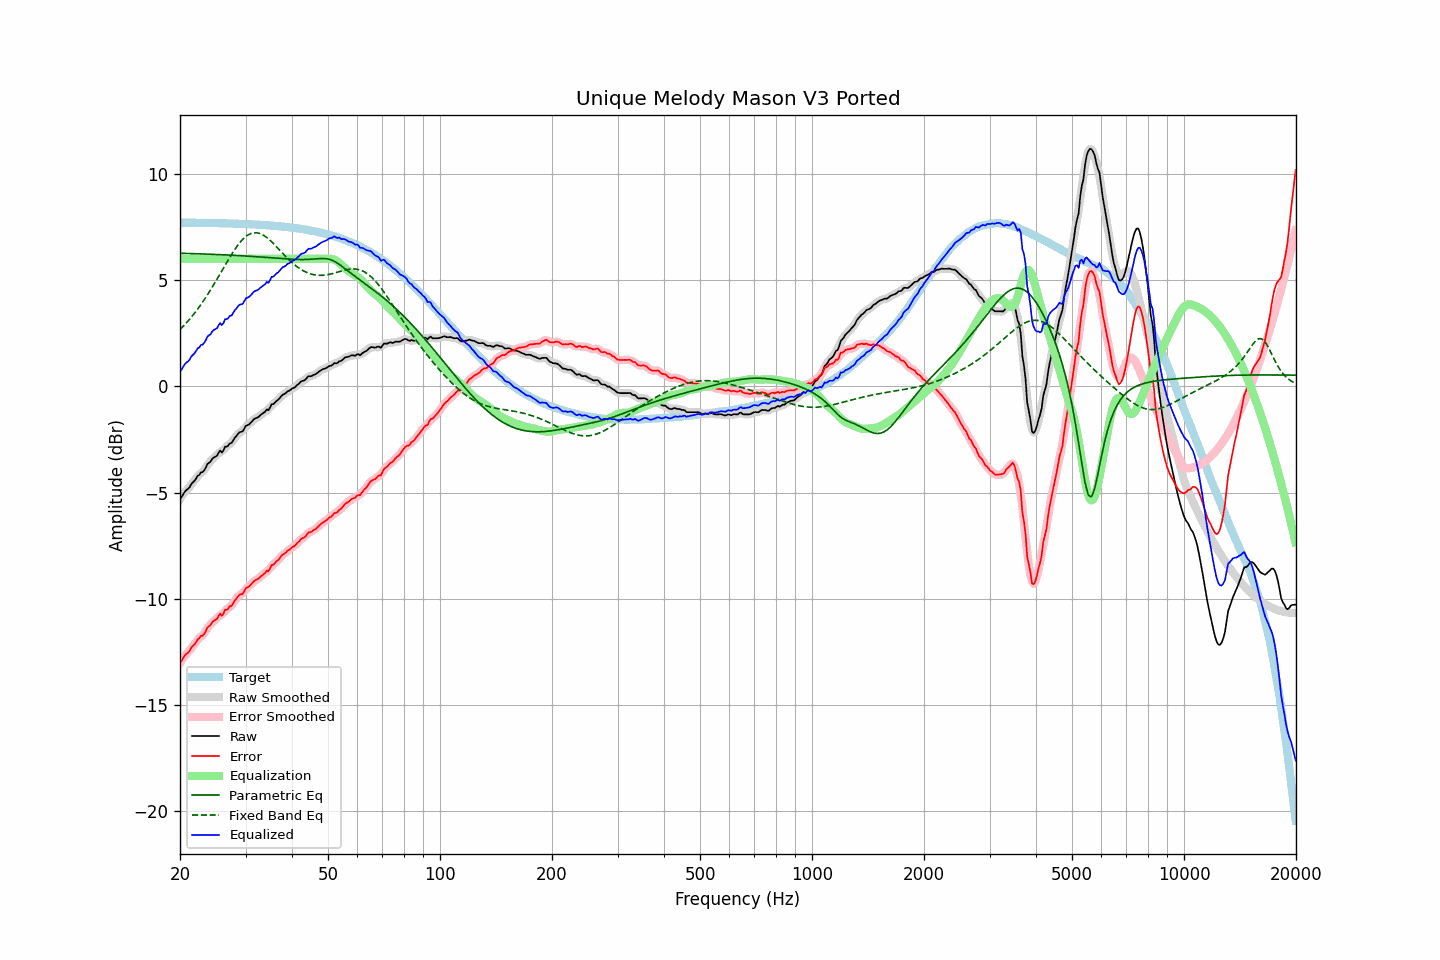 Unique Melody Mason V3 Ported
Amplitude (dBr)
10
5
0
−5
−10
−15
−20
Target
Raw Smoothed
Error Smoothed
Raw
Error
Equalization
Parametric Eq
Fixed Band Eq
Equalized
20 50 100 200 500 1000 2000 5000 10000 20000
Frequency (Hz)